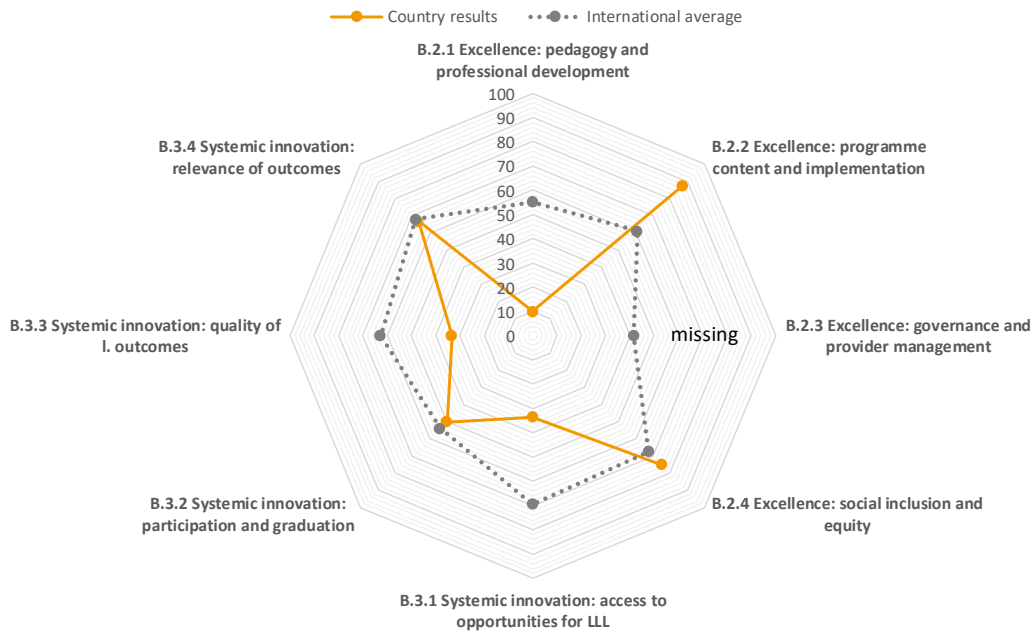 Country results
International average
B.2.1 Excellence: pedagogy and
professional development
100
90
80
70
60
50
40
30
20
10
0
B.2.2 Excellence: programme
content and implementation
missing
B.2.3 Excellence: governance and
provider management
B.2.4 Excellence: social inclusion and
equity
B.3.1 Systemic innovation: access to
opportunities for LLL
B.3.2 Systemic innovation:
participation and graduation
B.3.3 Systemic innovation: quality of
l. outcomes
B.3.4 Systemic innovation:
relevance of outcomes